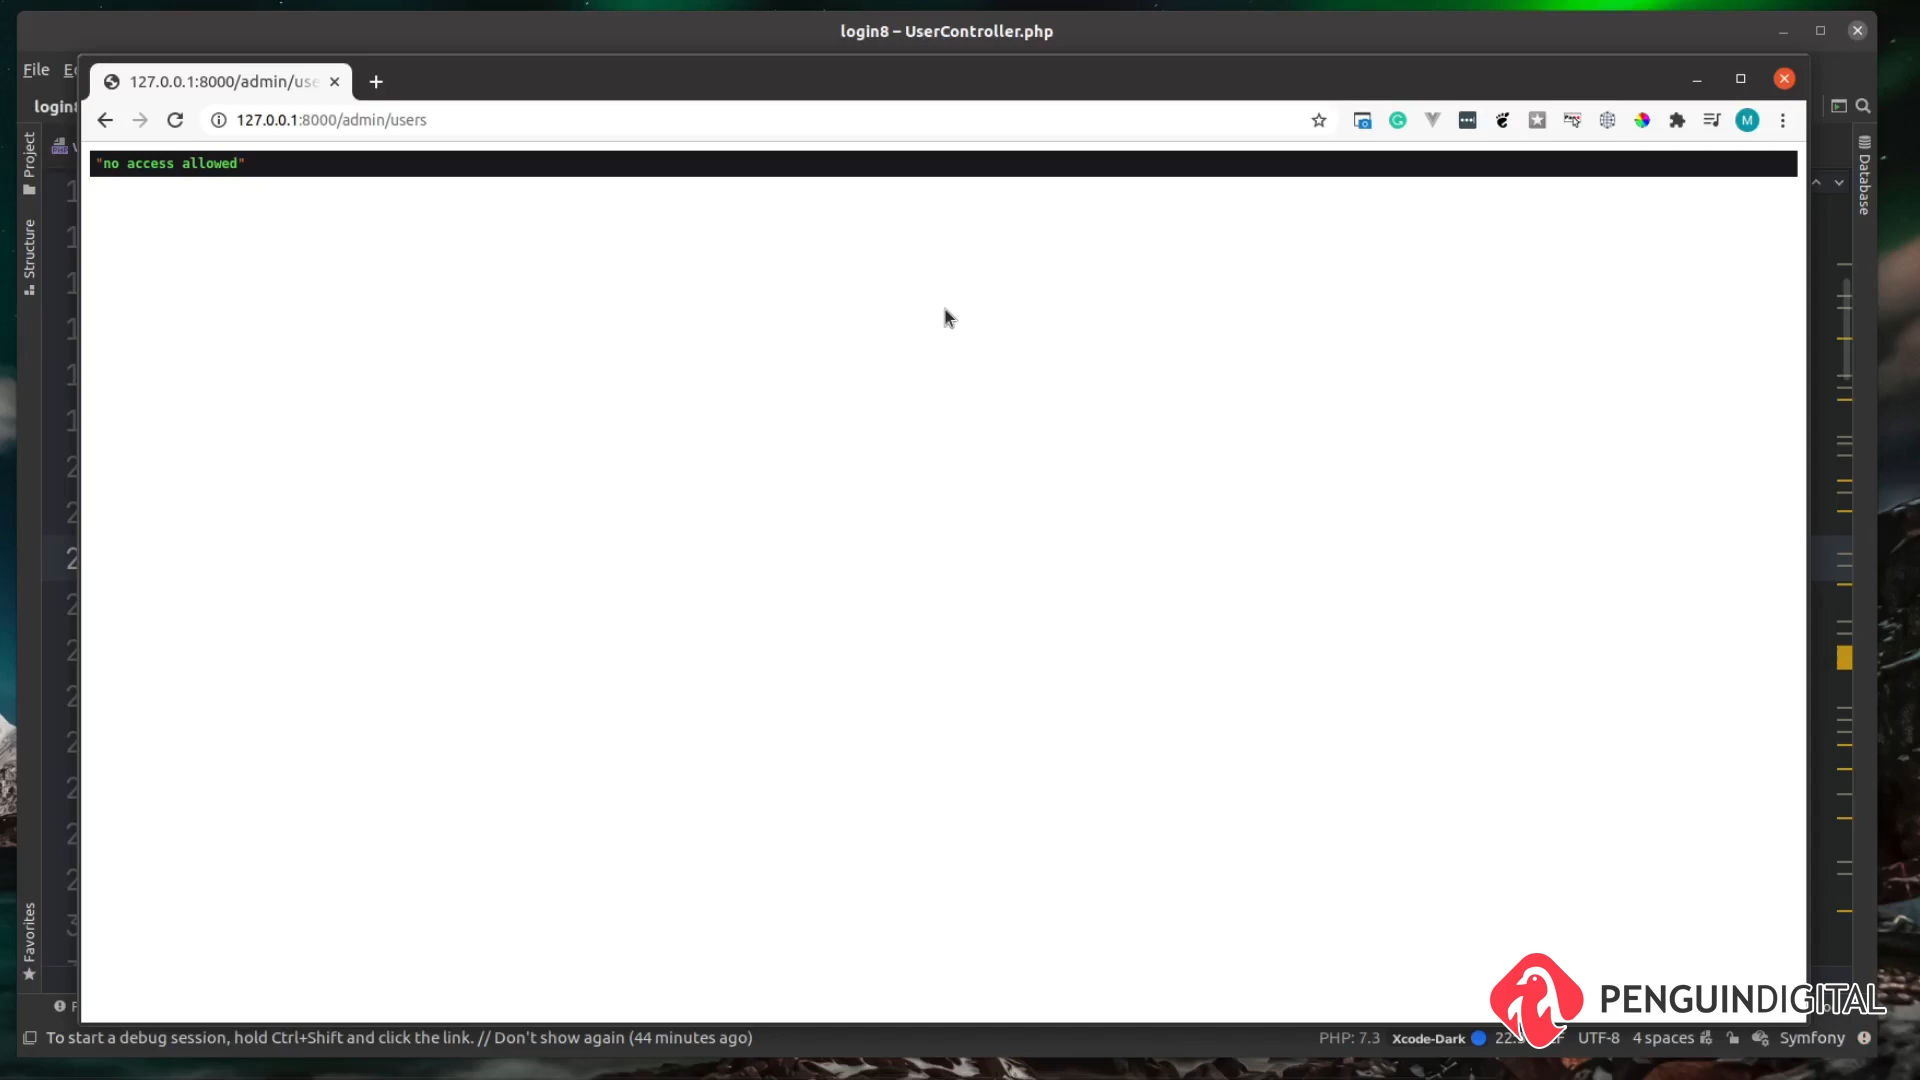 login8 – UserController.php
File
127.0.0.1:8000/admin/use
login8
127.0.0.1:8000/admin/users
M
"no access allowed"
Project
Structure
Favorites
Database
PENGUINDIGITAL
To start a debug session, hold Ctrl+Shift and click the link. // Don't show again (44 minutes ago)
PHP: 7.3
Xcode-Dark
UTF-8
4 spaces
Symfony